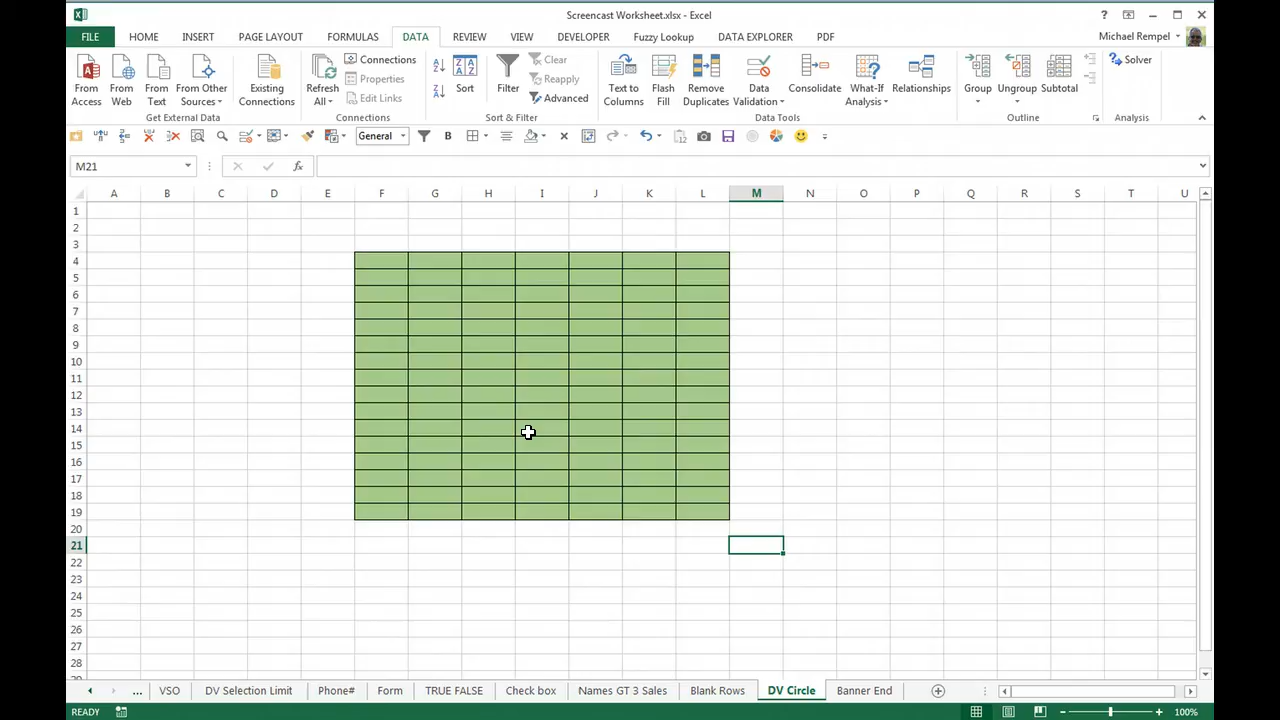 Screencast Worksheet.xlsx - Excel
FILE HOME INSERT PAGE LAYOUT FORMULAS DATA REVIEW VIEW DEVELOPER Fuzzy Lookup DATA EXPLORER PDF Michael Rempel
From Access
From Web
From Text
From Other Sources
Get External Data
Existing Connections
Refresh All
Connections
Properties
Edit Links
Connections
Sort
Filter
Clear
Reapply
Advanced
Sort & Filter
Text to Columns
Flash Fill
Remove Duplicates
Data Validation
Consolidate
What-If Analysis
Relationships
Data Tools
Group
Ungroup
Subtotal
Outline
Solver
Analysis
General B
M21 fx
A B C D E F G H I J K L M N O P Q R S T U
1
2
3
4
5
6
7
8
9
10
11
12
13
14
15
16
17
18
19
20
21
22
23
24
25
26
27
28
... VSO DV Selection Limit Phone# Form TRUE FALSE Check box Names GT 3 Sales Blank Rows DV Circle Banner End
READY 100%